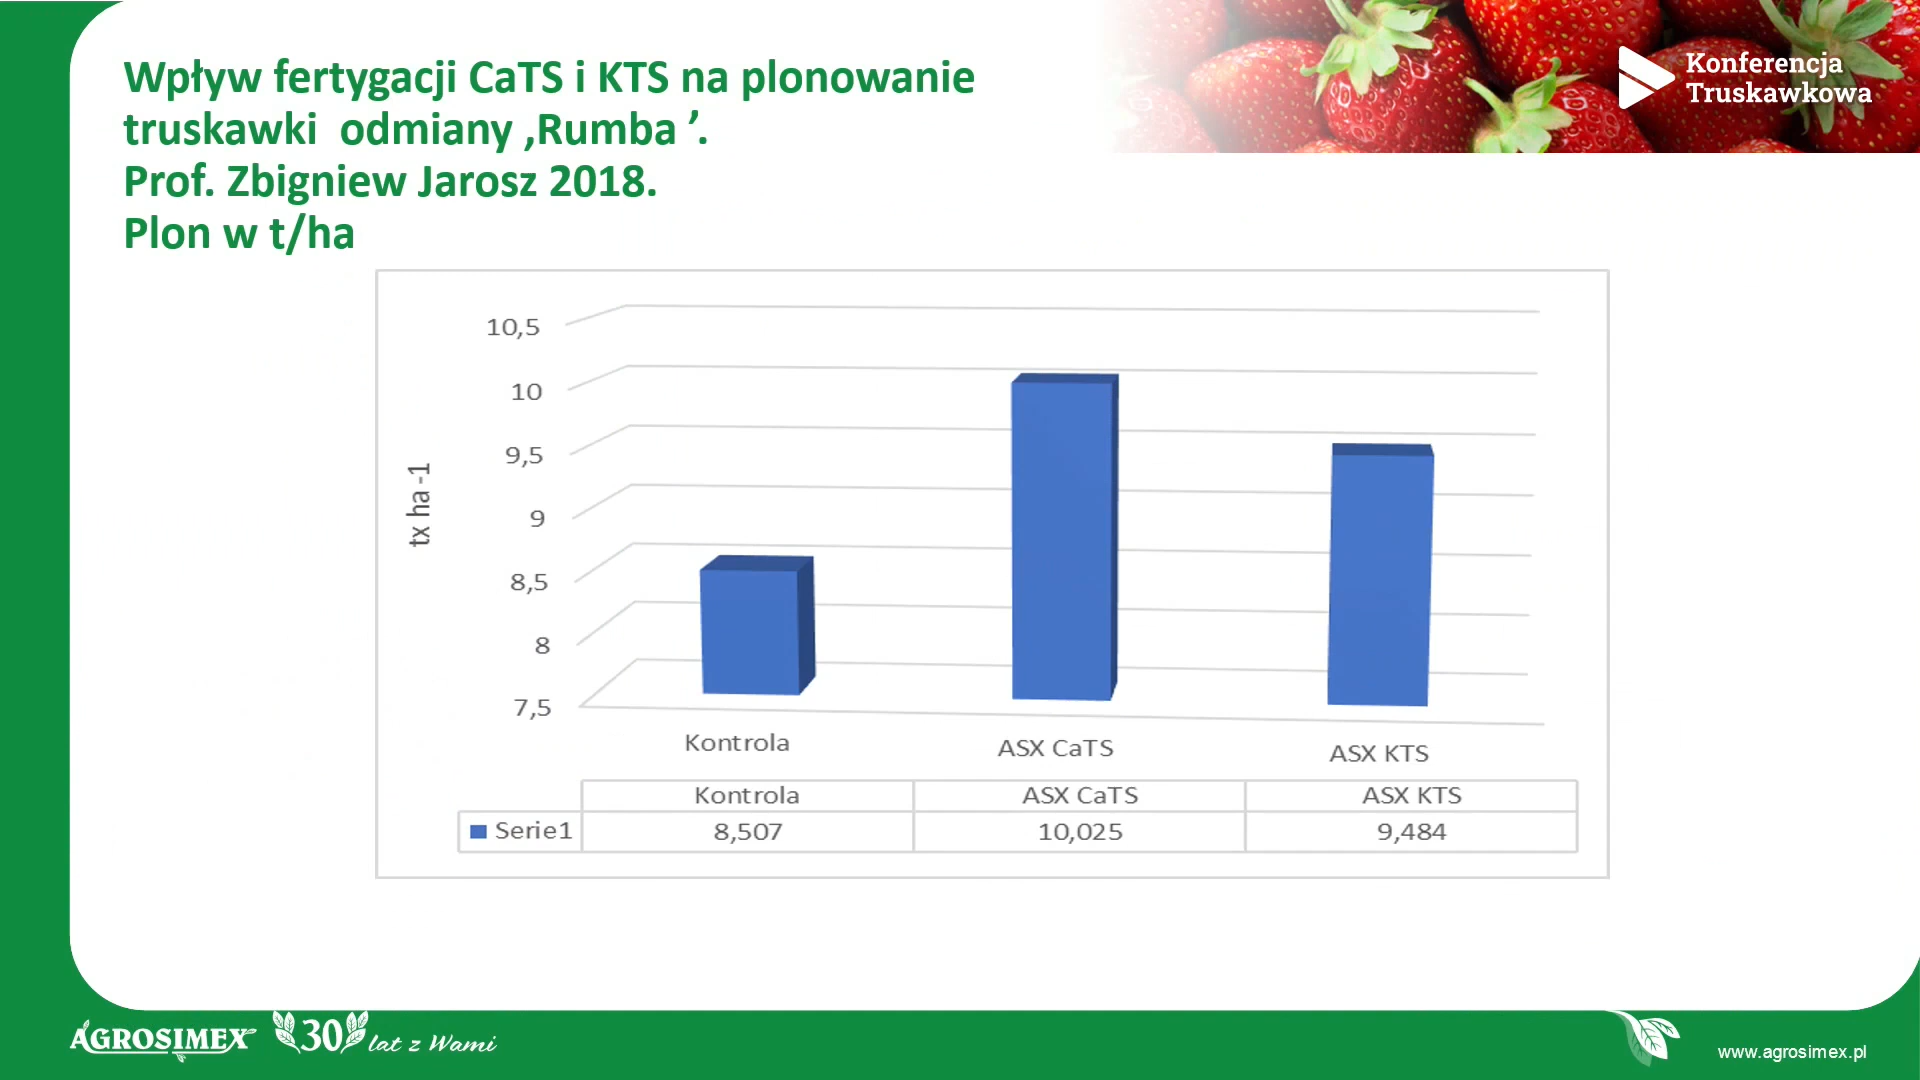 Wpływ fertygacji CaTS i KTS na plonowanie
truskawki  odmiany ‚Rumba ’.
Prof. Zbigniew Jarosz 2018.
Plon w t/ha
Konferencja
Truskawkowa
tx ha -1
10,5
10
9,5
9
8,5
8
7,5
Kontrola
ASX CaTS
ASX KTS
Kontrola ASX CaTS ASX KTS
Serie1 8,507 10,025 9,484
AGROSIMEX 30 lat z Wami
www.agrosimex.pl